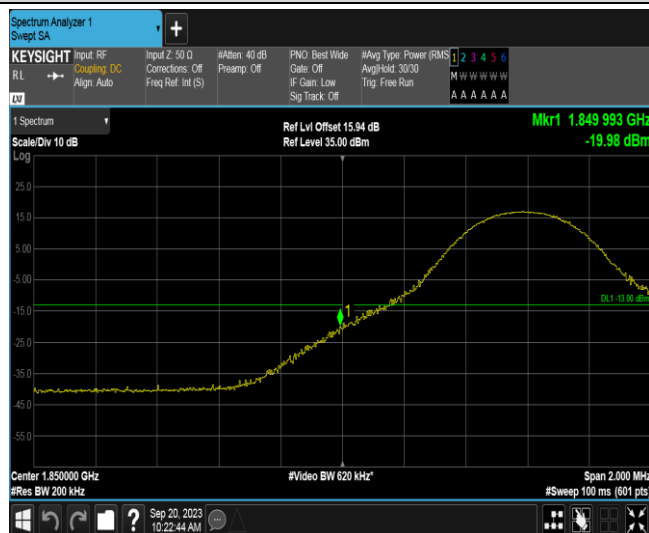 Spectrum Analyzer 1
Swept SA
KEYSIGHT
RL
LXI
Input: RF
Coupling: DC
Align: Auto
Input Z: 50 Ω
Corrections: Off
Freq Ref: Int (S)
#Atten: 40 dB
Preamp: Off
PNO: Best Wide
Gate: Off
IF Gain: Low
Sig Track: Off
#Avg Type: Power (RMS
Avg|Hold: 30/30
Trig: Free Run
1 2 3 4 5 6
M W W W W W
A A A A A A
1 Spectrum
Scale/Div 10 dB
Log
Ref Lvl Offset 15.94 dB
Ref Level 35.00 dBm
Mkr1 1.849 993 GHz
-19.98 dBm
25.0
15.0
5.00
-5.00
DL1 -13.00 dBm
1
-15.0
-25.0
-35.0
-45.0
-55.0
Center 1.850000 GHz
#Res BW 200 kHz
#Video BW 620 kHz*
Span 2.000 MHz
#Sweep 100 ms (601 pts)
?
Sep 20, 2023
10:22:44 AM